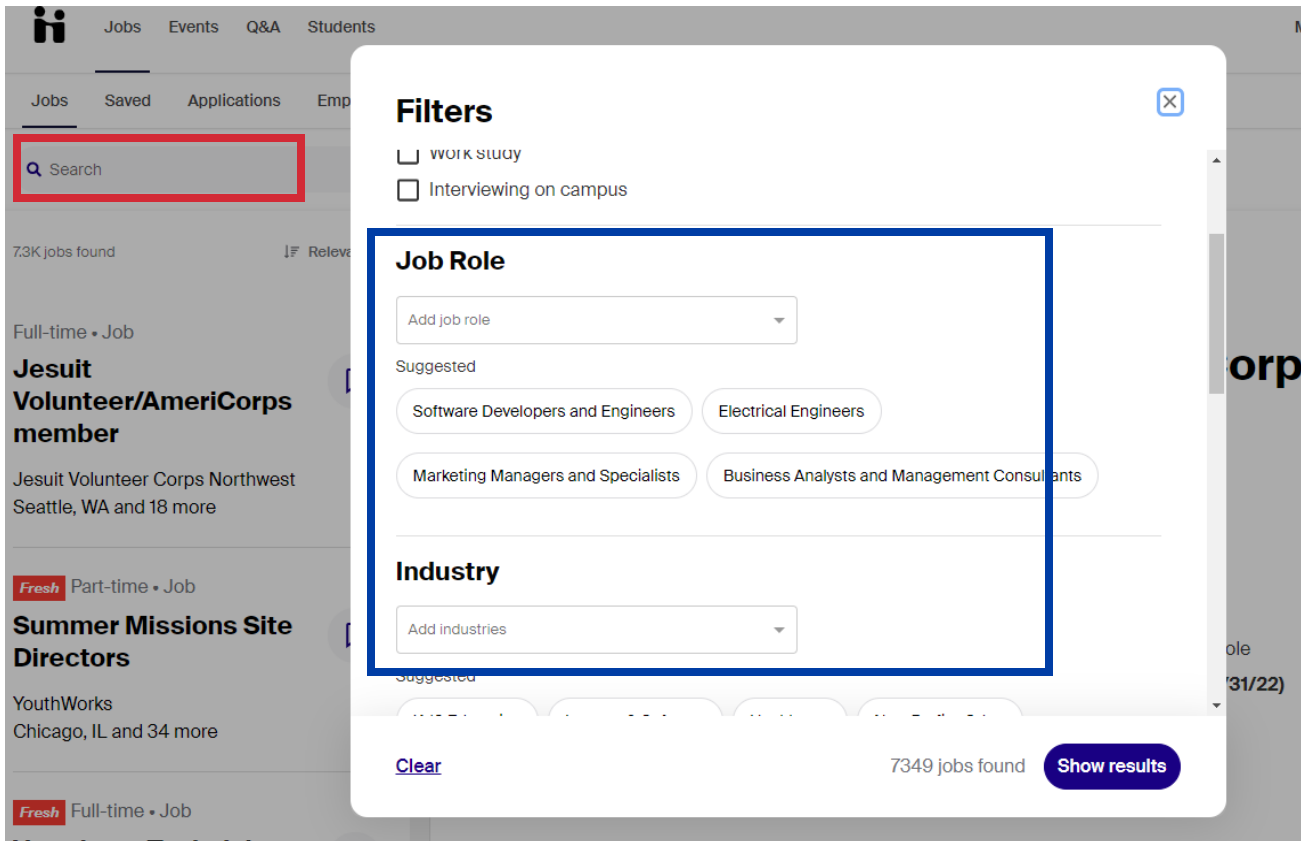 Jobs Events Q&A Students
Jobs Saved Applications Emp
Search
7.3K jobs found Releva
Full-time • Job
Jesuit
Volunteer/AmeriCorps
member
Jesuit Volunteer Corps Northwest
Seattle, WA and 18 more
Fresh Part-time • Job
Summer Missions Site
Directors
YouthWorks
Chicago, IL and 34 more
Fresh Full-time • Job
Filters
Work study
Interviewing on campus
Job Role
Add job role
Suggested
Software Developers and Engineers
Electrical Engineers
Marketing Managers and Specialists
Business Analysts and Management Consultants
Industry
Add industries
Suggested
Clear
7349 jobs found
Show results
orp
ole
/31/22)